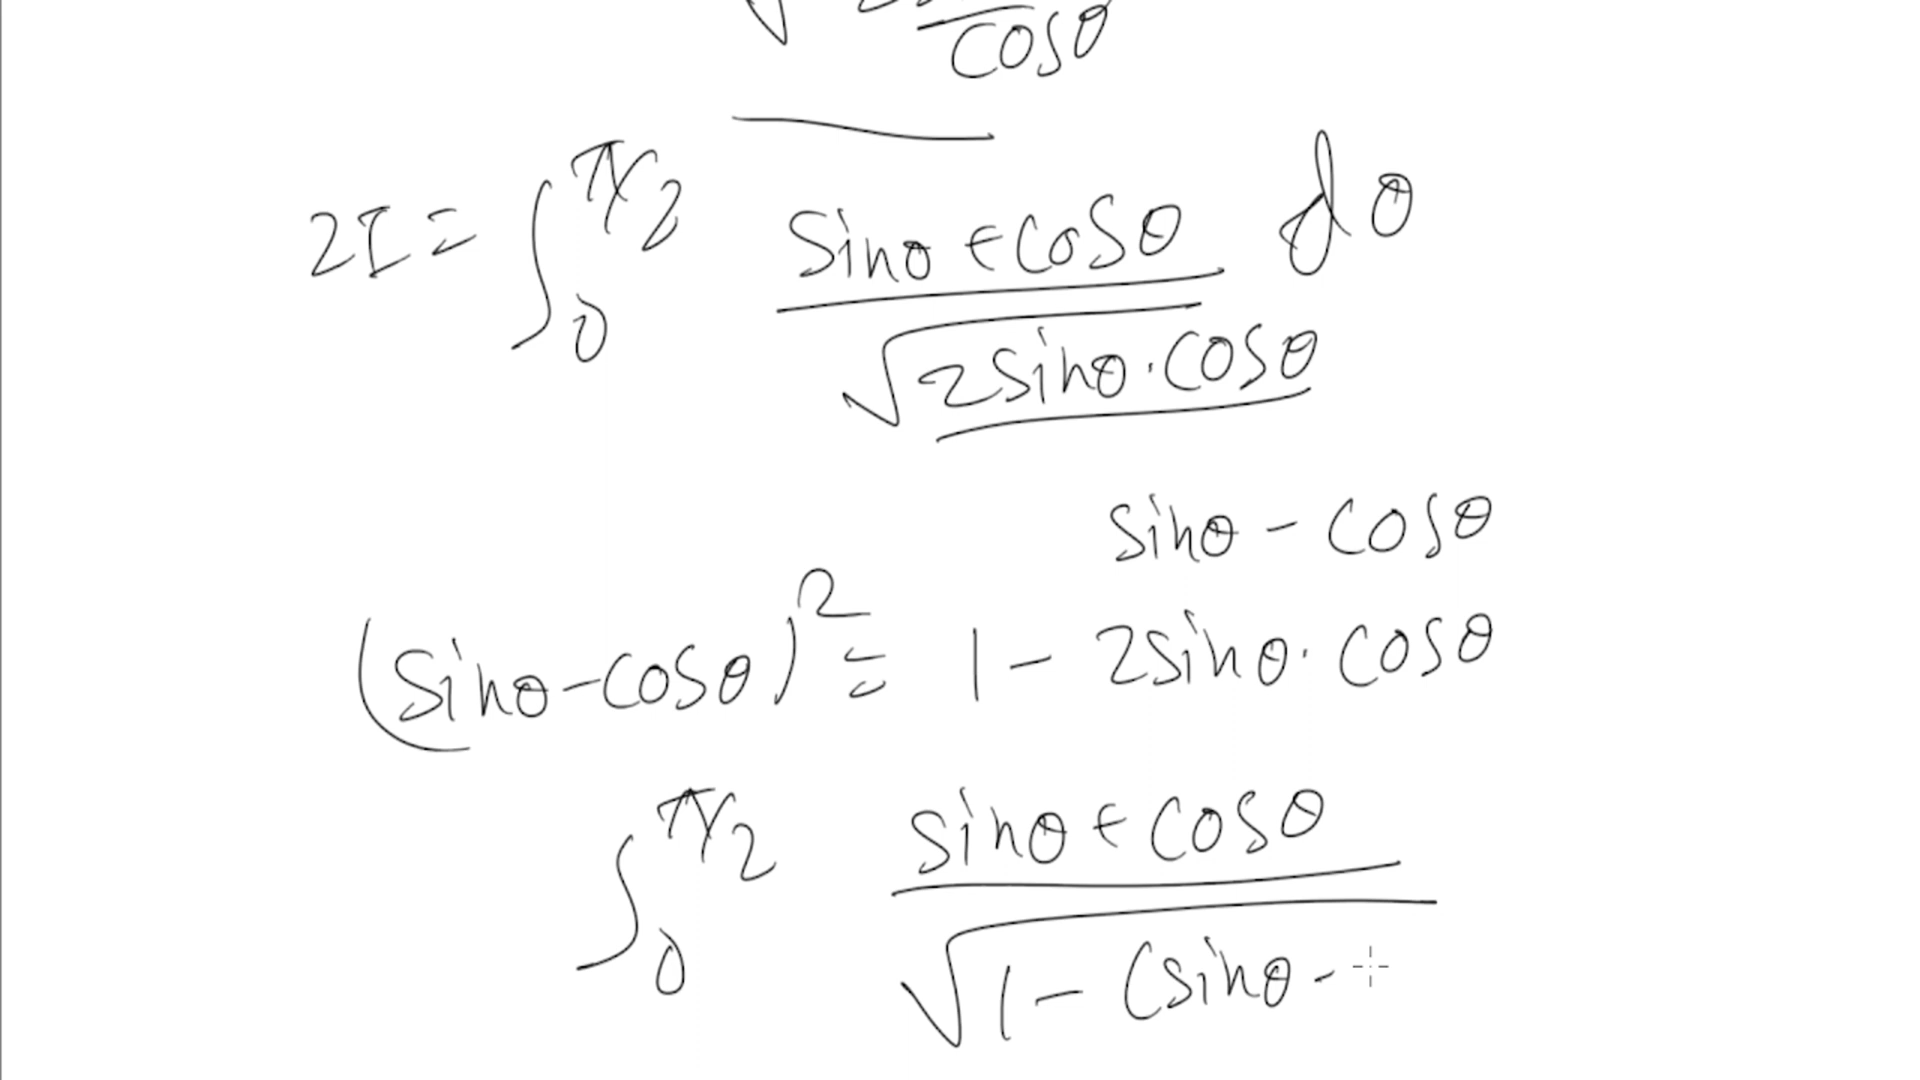 √ cosθ
2I = ∫₀^π/2 sinθ + cosθ / √2sinθ·cosθ dθ
sinθ - cosθ
(sinθ-cosθ)² = 1 - 2sinθ·cosθ
∫₀^π/2 sinθ + cosθ / √1 - (sinθ -